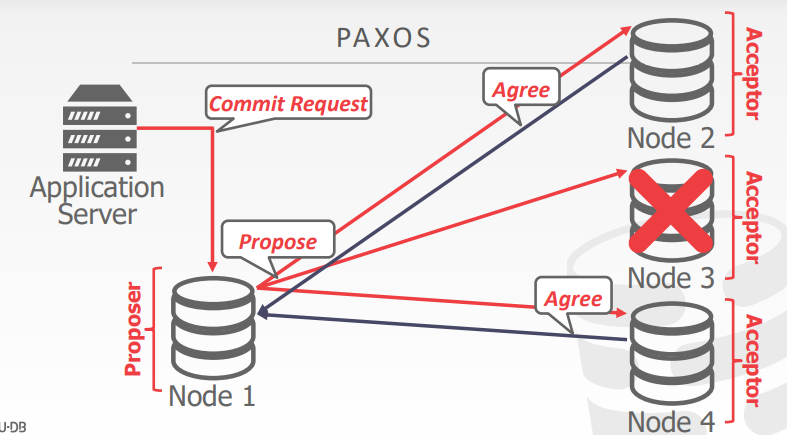 PAXOS
Commit Request
Agree
Acceptor
Node 2
Application
Server
Propose
Acceptor
Node 3
Agree
Proposer
Node 1
Acceptor
Node 4
U·DB